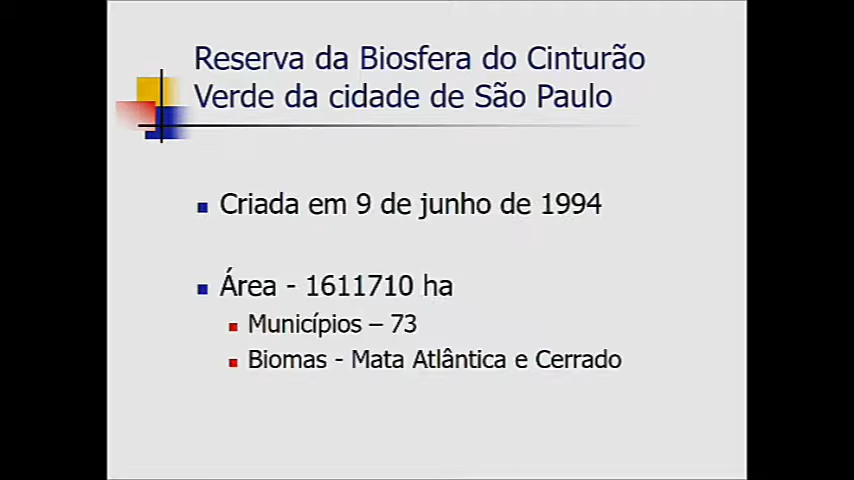 Reserva da Biosfera do Cinturão
Verde da cidade de São Paulo
Criada em 9 de junho de 1994
Área - 1611710 ha
Municípios – 73
Biomas - Mata Atlântica e Cerrado